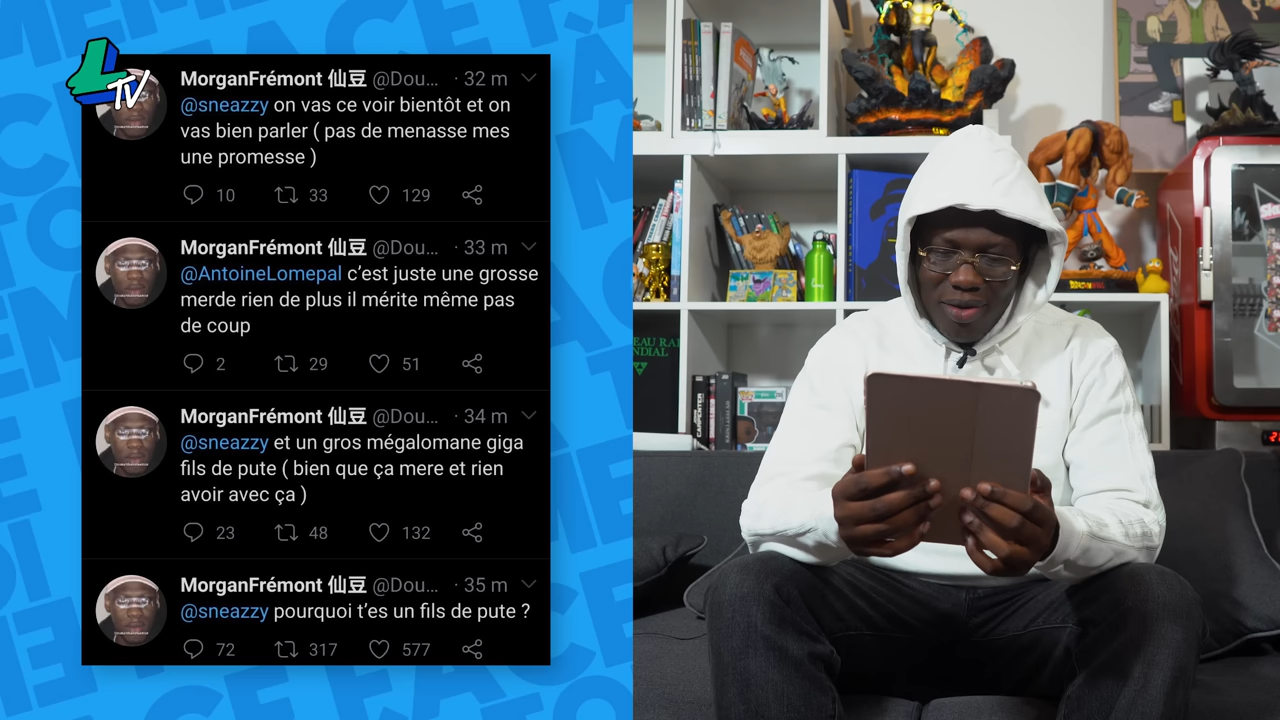 TV
MorganFrémont 仙豆 @Dou... · 32 m
@sneazzy on vas ce voir bientôt et on
vas bien parler ( pas de menasse mes
une promesse )
10 33 129
MorganFrémont 仙豆 @Dou... · 33 m
@AntoineLomepal c'est juste une grosse
merde rien de plus il mérite même pas
de coup
2 29 51
MorganFrémont 仙豆 @Dou... · 34 m
@sneazzy et un gros mégalomane giga
fils de pute ( bien que ça mere et rien
avoir avec ça )
23 48 132
MorganFrémont 仙豆 @Dou... · 35 m
@sneazzy pourquoi t'es un fils de pute ?
72 317 577